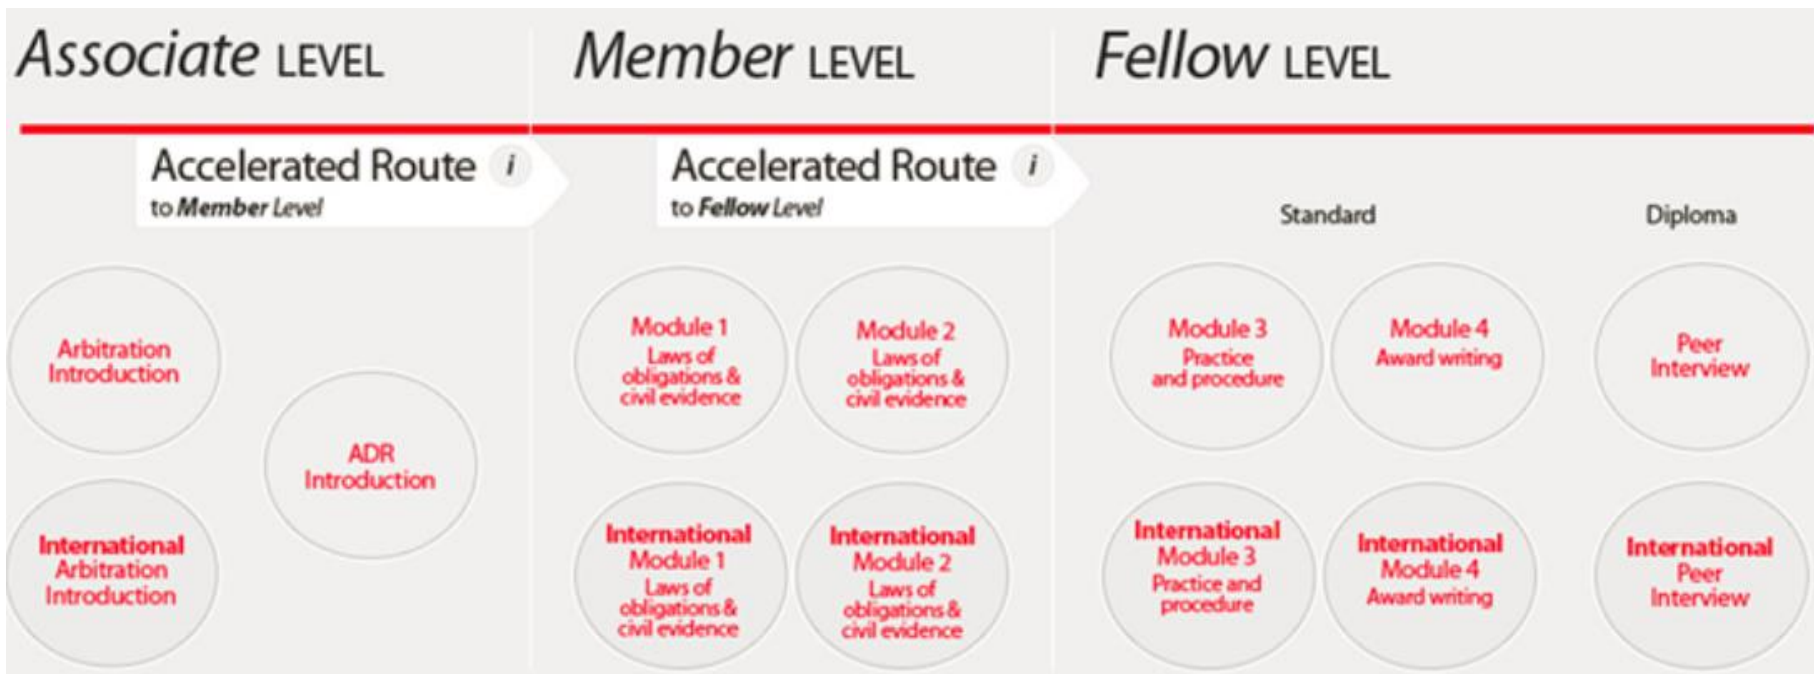 Associate LEVEL
Member LEVEL
Fellow LEVEL
Accelerated Route i
to Member Level
Accelerated Route i
to Fellow Level
Standard
Diploma
Arbitration
Introduction
ADR
Introduction
International
Arbitration
Introduction
Module 1
Laws of
obligations &
civil evidence
Module 2
Laws of
obligations &
civil evidence
International
Module 1
Laws of
obligations &
civil evidence
International
Module 2
Laws of
obligations &
civil evidence
Module 3
Practice
and procedure
Module 4
Award writing
Peer
Interview
International
Module 3
Practice and
procedure
International
Module 4
Award writing
International
Peer
Interview